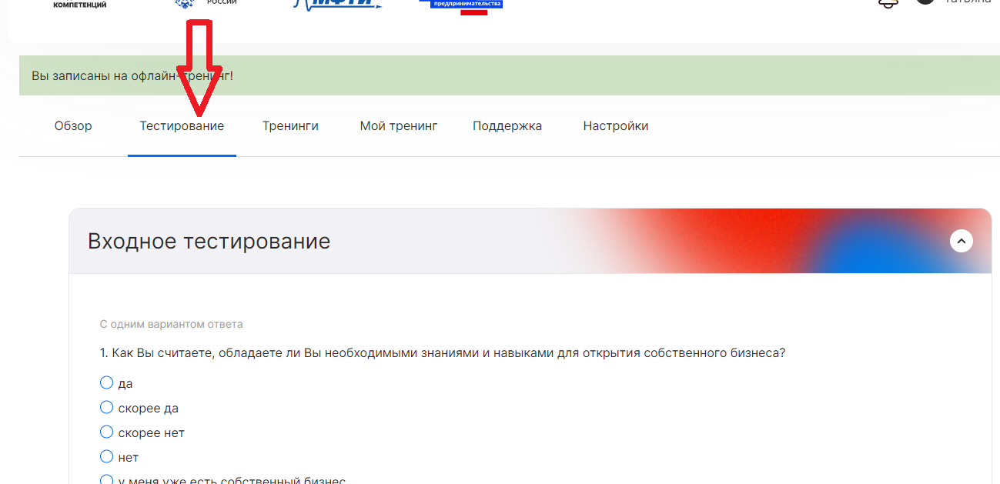 КОМПЕТЕНЦИЙ
РОССИИ
МФТИ
предпринимательства
Татьяна
Вы записаны на офлайн-тренинг!
Обзор
Тестирование
Тренинги
Мой тренинг
Поддержка
Настройки
Входное тестирование
С одним вариантом ответа
1. Как Вы считаете, обладаете ли Вы необходимыми знаниями и навыками для открытия собственного бизнеса?
да
скорее да
скорее нет
нет
у меня уже есть собственный бизнес